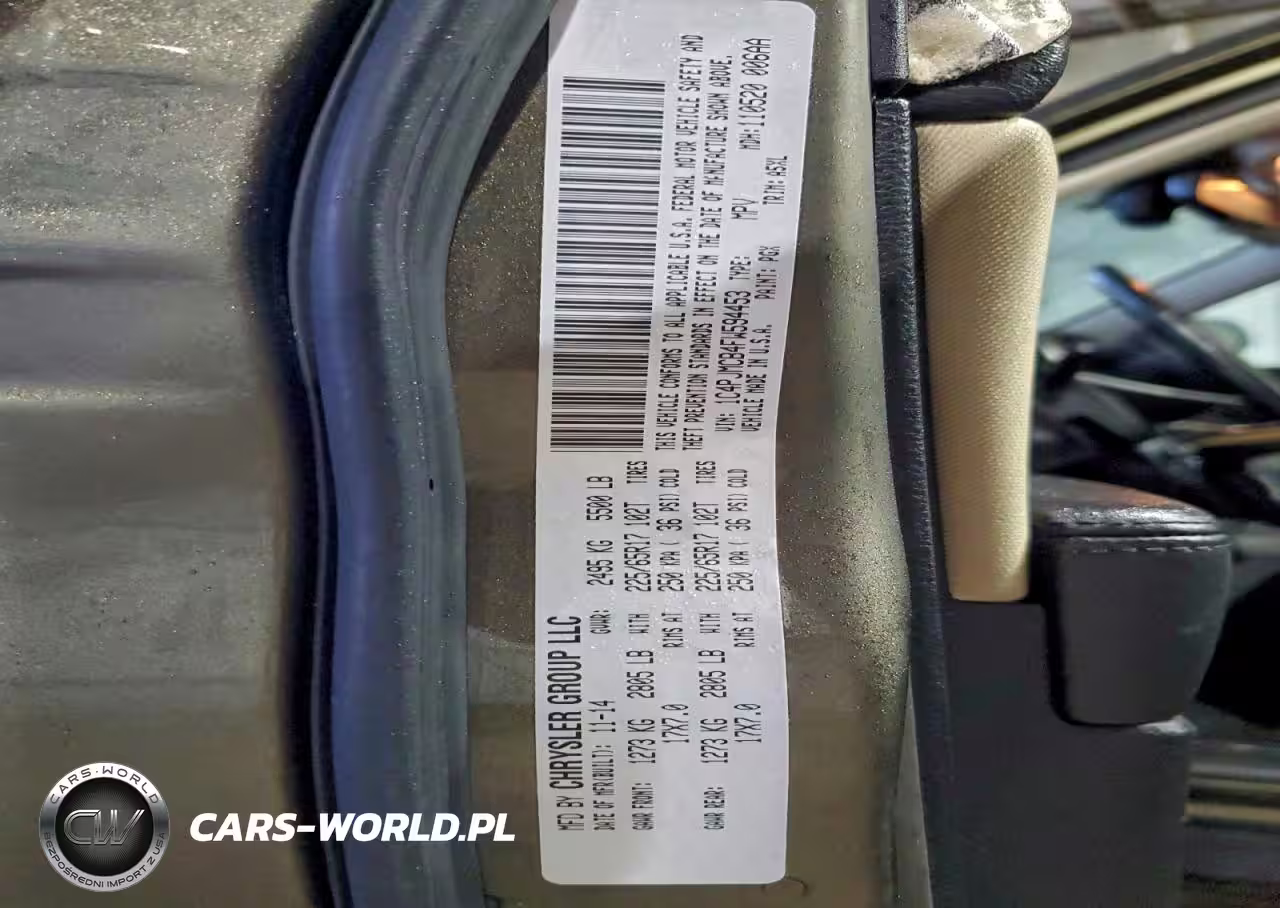 MFD BY CHRYSLER GROUP LLC
DATE OF MFR(BUILT): 11-14 GVWR: 2495 KG 5500 LB
GAWR FRONT: 1273 KG 2805 LB WITH 225/65R17 102T TIRES
17X7.0 RIMS AT 250 KPA ( 36 PSI) COLD
GAWR REAR: 1273 KG 2805 LB WITH 225/65R17 102T TIRES
17X7.0 RIMS AT 250 KPA ( 36 PSI) COLD
THIS VEHICLE CONFORMS TO ALL APPLICABLE U.S.A. FEDERAL MOTOR VEHICLE SAFETY AND
THEFT PREVENTION STANDARDS IN EFFECT ON THE DATE OF MANUFACTURE SHOWN ABOVE.
VIN: 1C4PJMCB4FW594453 TYPE: MPV MDH: 110520 006AA
VEHICLE MADE IN U.S.A. PAINT: PGX TRIM: A5XL
CARS-WORLD
CW
BEZPOŚREDNI IMPORT Z USA
CARS-WORLD.PL